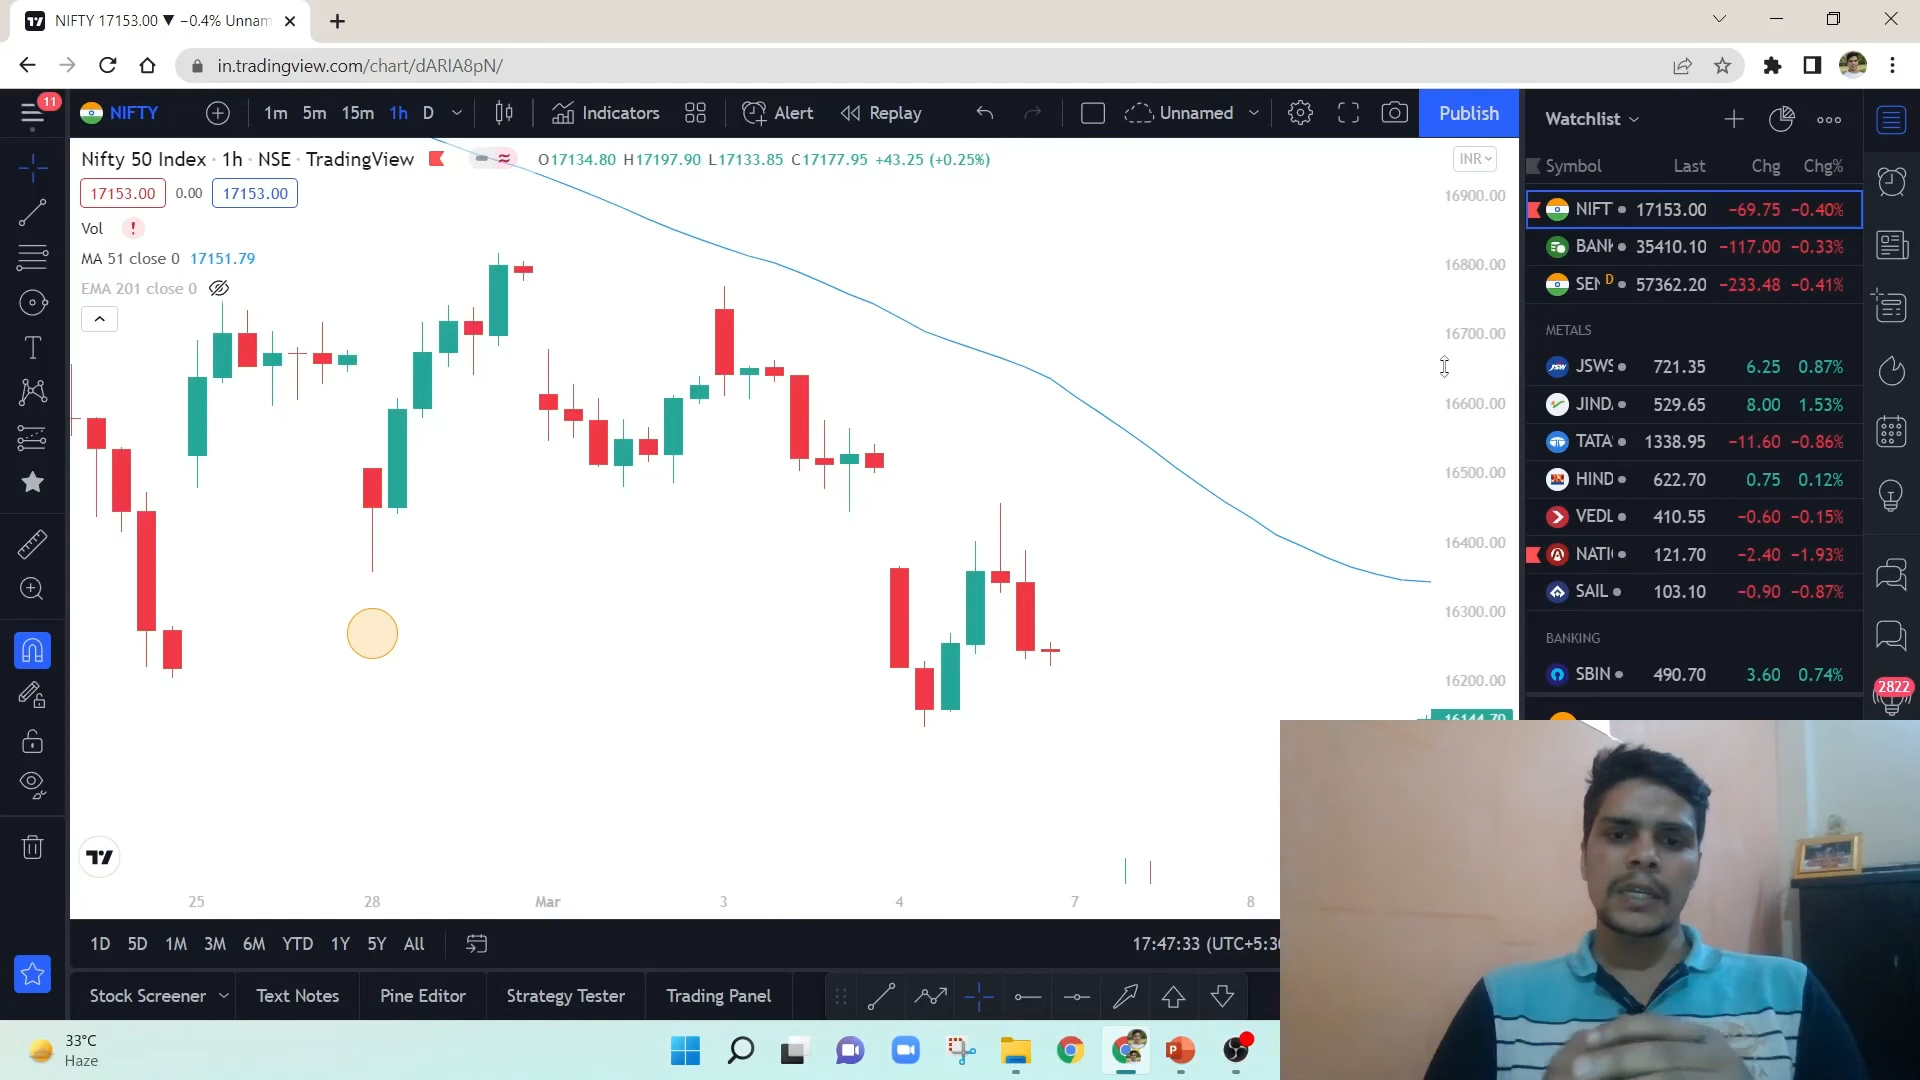 NIFTY 17153.00 ▼ −0.4% Unnam
in.tradingview.com/chart/dARIA8pN/
11
NIFTY 1m 5m 15m 1h D Indicators Alert Replay Unnamed Publish
Nifty 50 Index · 1h · NSE · TradingView O17134.80 H17197.90 L17133.85 C17177.95 +43.25 (+0.25%) INR
17153.00 0.00 17153.00
Vol
MA 51 close 0 17151.79
EMA 201 close 0
16900.00
16800.00
16700.00
16600.00
16500.00
16400.00
16300.00
16200.00
16144.70
25 28 Mar 3 4 7 8
1D 5D 1M 3M 6M YTD 1Y 5Y All 17:47:33 (UTC+5:30
Stock Screener Text Notes Pine Editor Strategy Tester Trading Panel
Watchlist
Symbol Last Chg Chg%
NIFT 17153.00 −69.75 −0.40%
BANK 35410.10 −117.00 −0.33%
SEN D 57362.20 −233.48 −0.41%
METALS
JSWS 721.35 6.25 0.87%
JIND 529.65 8.00 1.53%
TATA 1338.95 −11.60 −0.86%
HIND 622.70 0.75 0.12%
VEDL 410.55 −0.60 −0.15%
NATI 121.70 −2.40 −1.93%
SAIL 103.10 −0.90 −0.87%
BANKING
SBIN 490.70 3.60 0.74%
2822
33°C
Haze